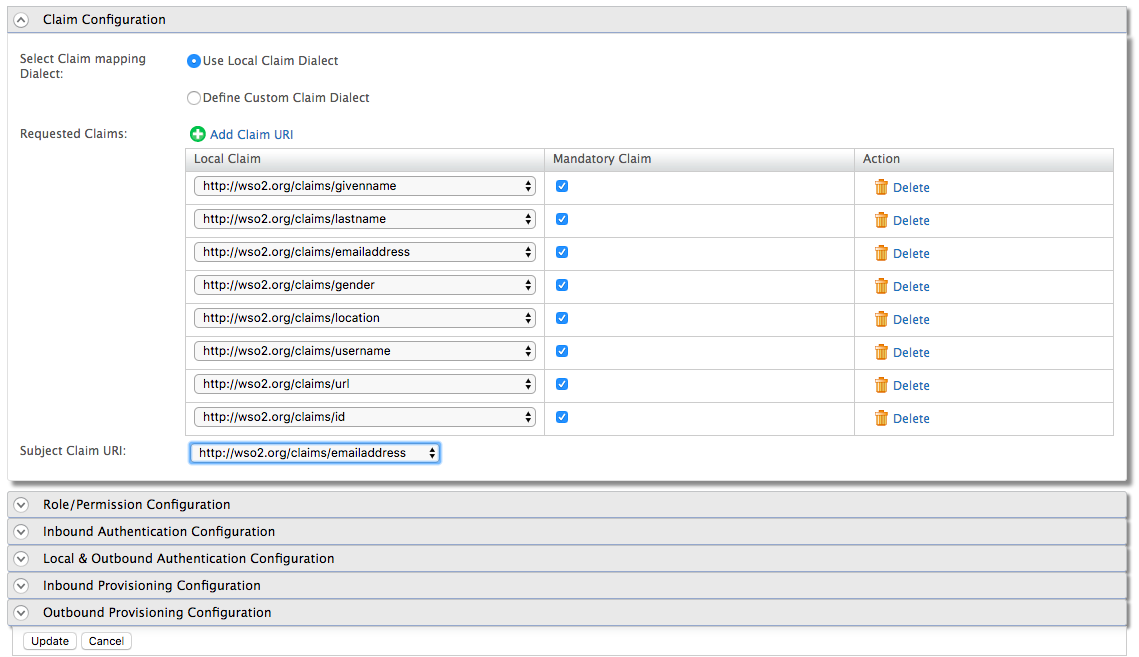 Claim Configuration
Select Claim mapping
Dialect:
Use Local Claim Dialect
Define Custom Claim Dialect
Requested Claims:
Add Claim URI
Local Claim Mandatory Claim Action
http://wso2.org/claims/givenname Delete
http://wso2.org/claims/lastname Delete
http://wso2.org/claims/emailaddress Delete
http://wso2.org/claims/gender Delete
http://wso2.org/claims/location Delete
http://wso2.org/claims/username Delete
http://wso2.org/claims/url Delete
http://wso2.org/claims/id Delete
Subject Claim URI: http://wso2.org/claims/emailaddress
Role/Permission Configuration
Inbound Authentication Configuration
Local & Outbound Authentication Configuration
Inbound Provisioning Configuration
Outbound Provisioning Configuration
Update Cancel